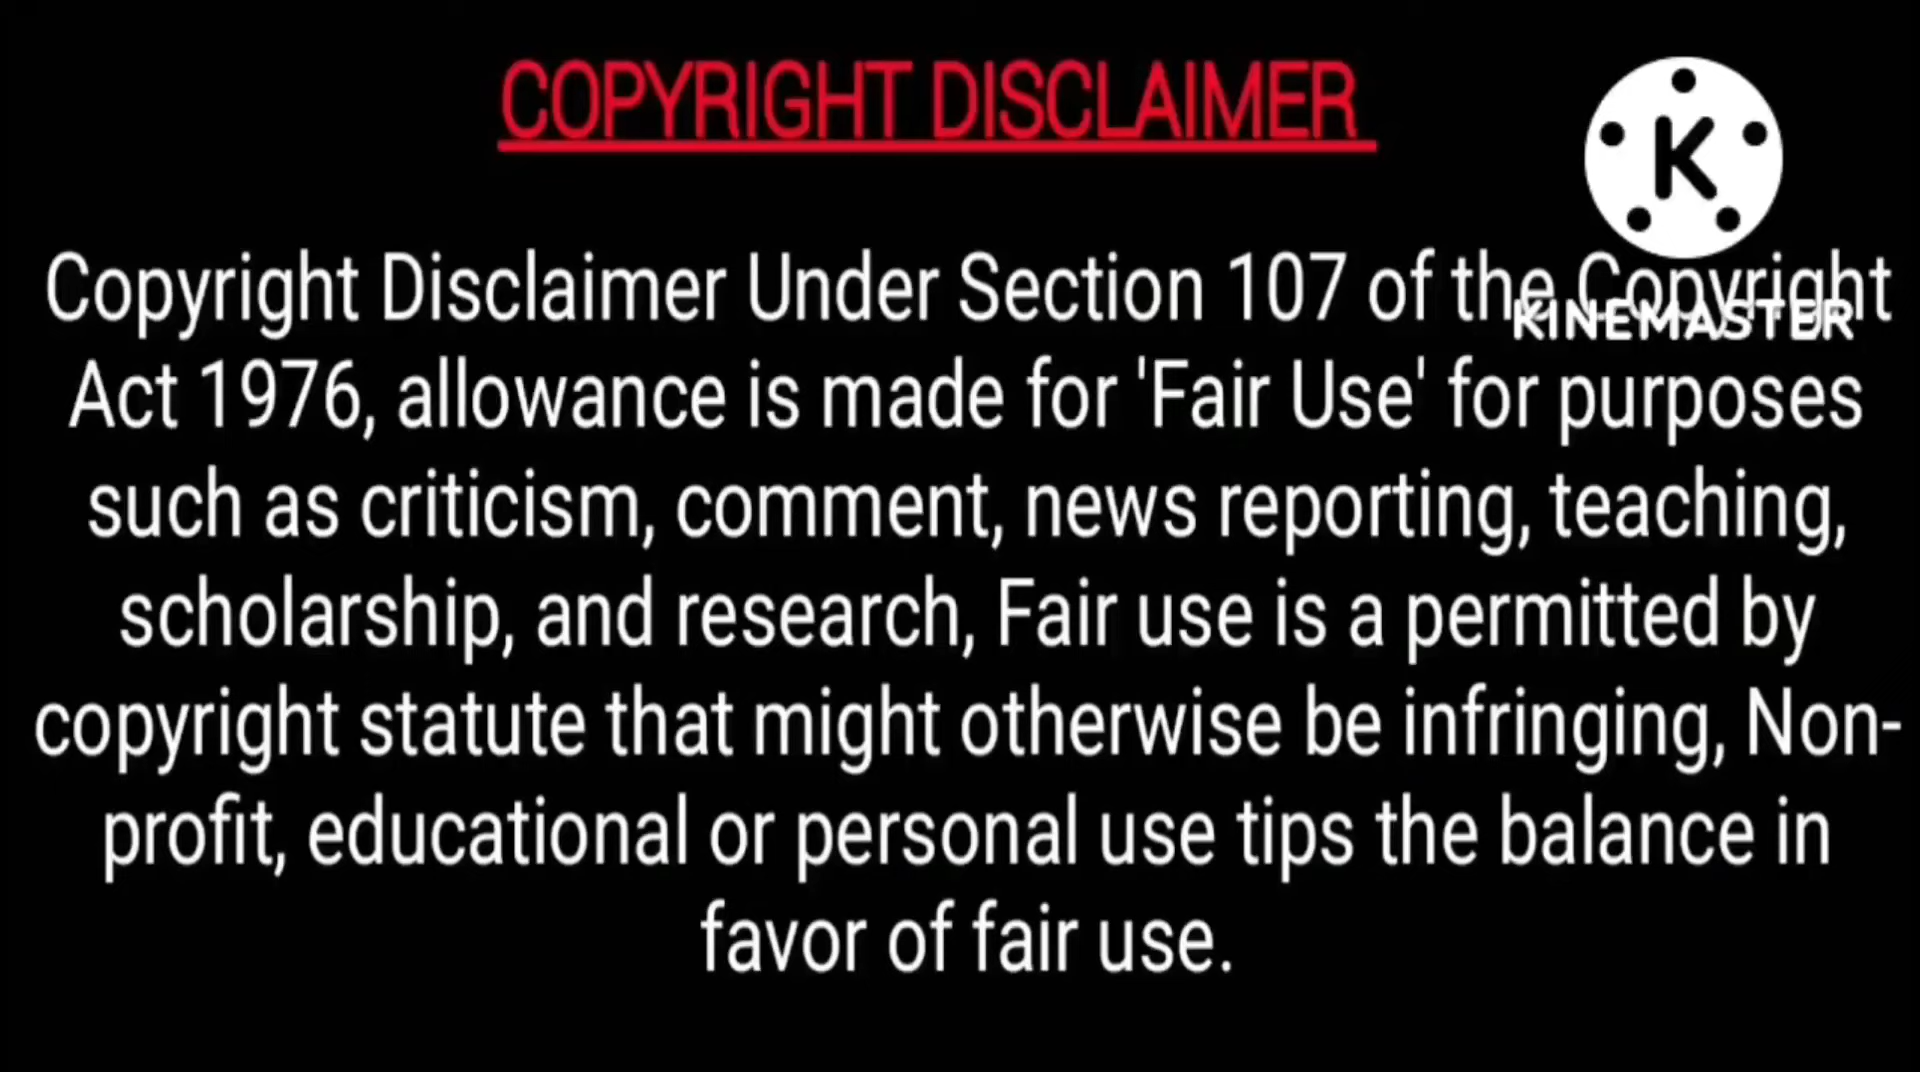 COPYRIGHT DISCLAIMER
K
Copyright Disclaimer Under Section 107 of the Copyright
KINEMASTER
Act 1976, allowance is made for 'Fair Use' for purposes
such as criticism, comment, news reporting, teaching,
scholarship, and research, Fair use is a permitted by
copyright statute that might otherwise be infringing, Non-
profit, educational or personal use tips the balance in
favor of fair use.